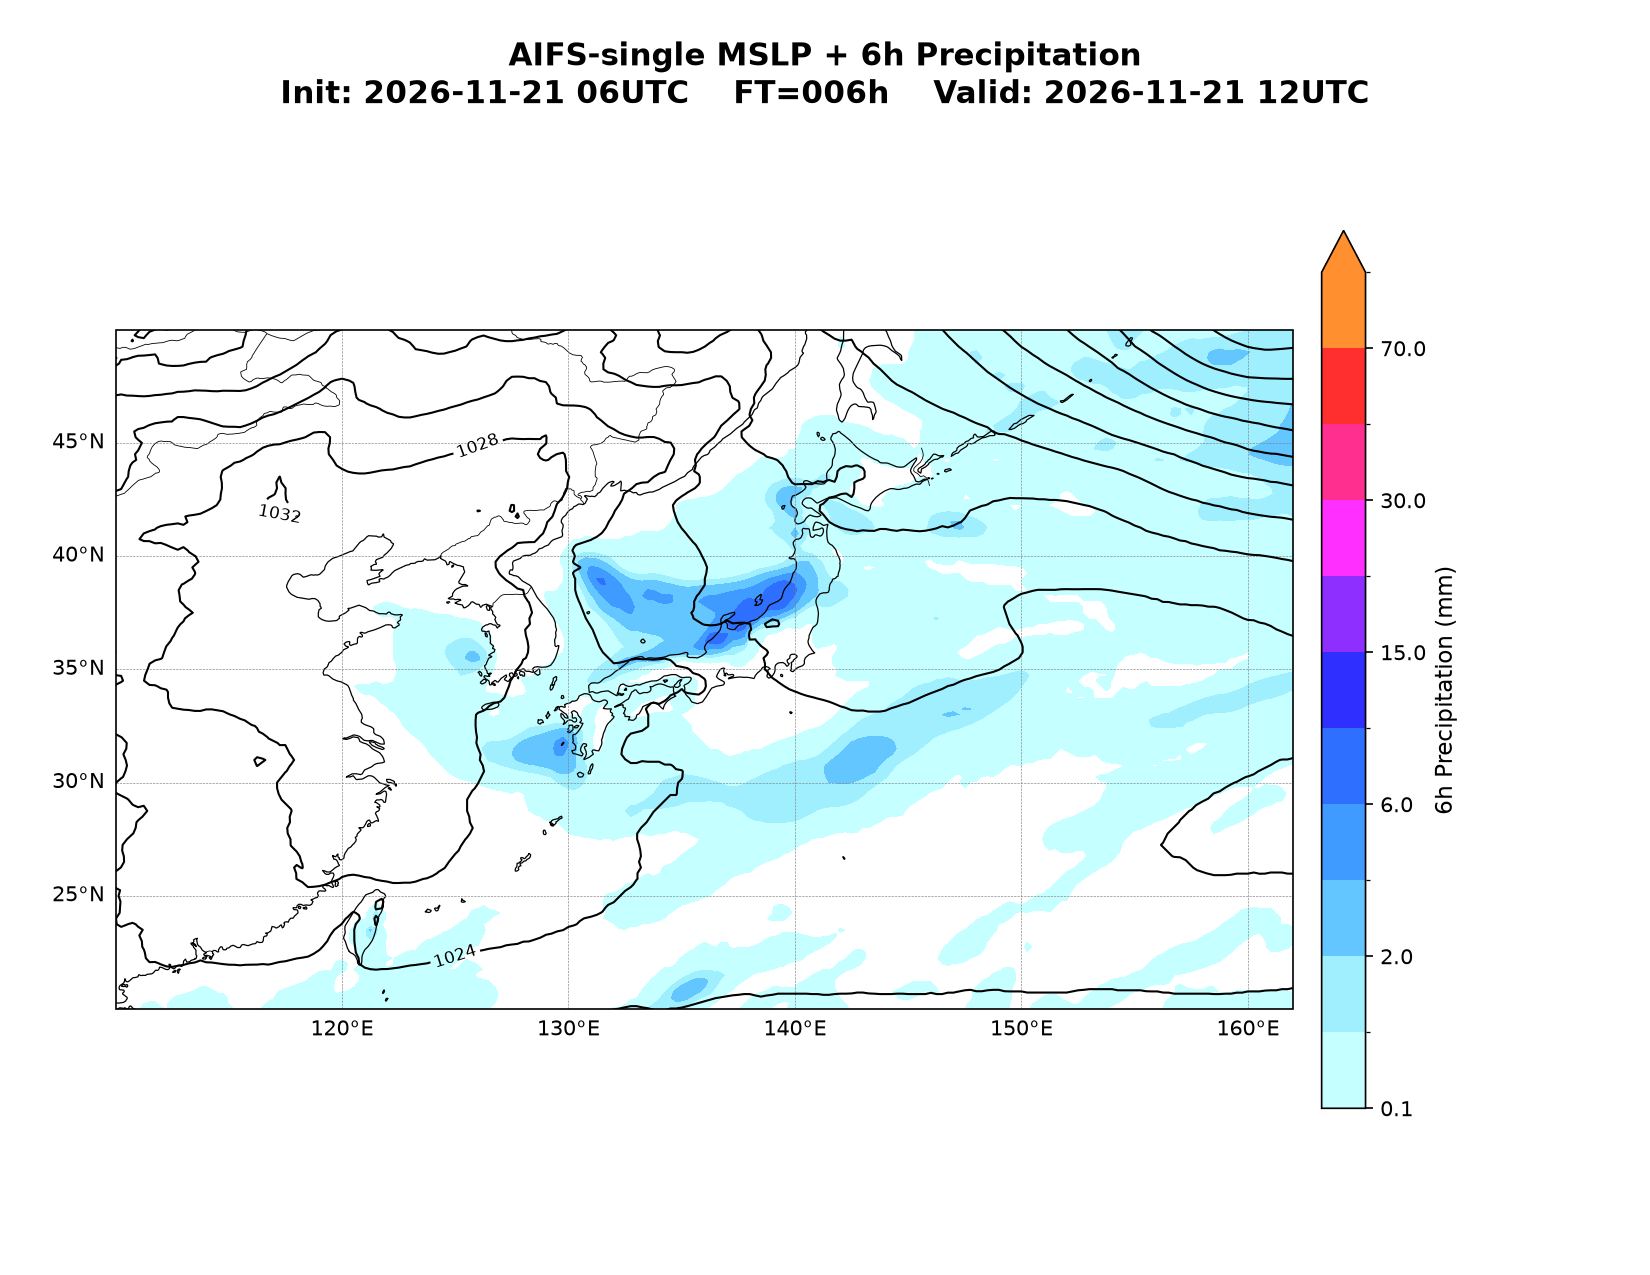 AIFS-single MSLP + 6h Precipitation
Init: 2026-11-21 06UTC    FT=006h    Valid: 2026-11-21 12UTC
70.0
30.0
15.0
6.0
2.0
0.1
6h Precipitation (mm)
45°N
40°N
35°N
30°N
25°N
1028
1032
1024
120°E
130°E
140°E
150°E
160°E